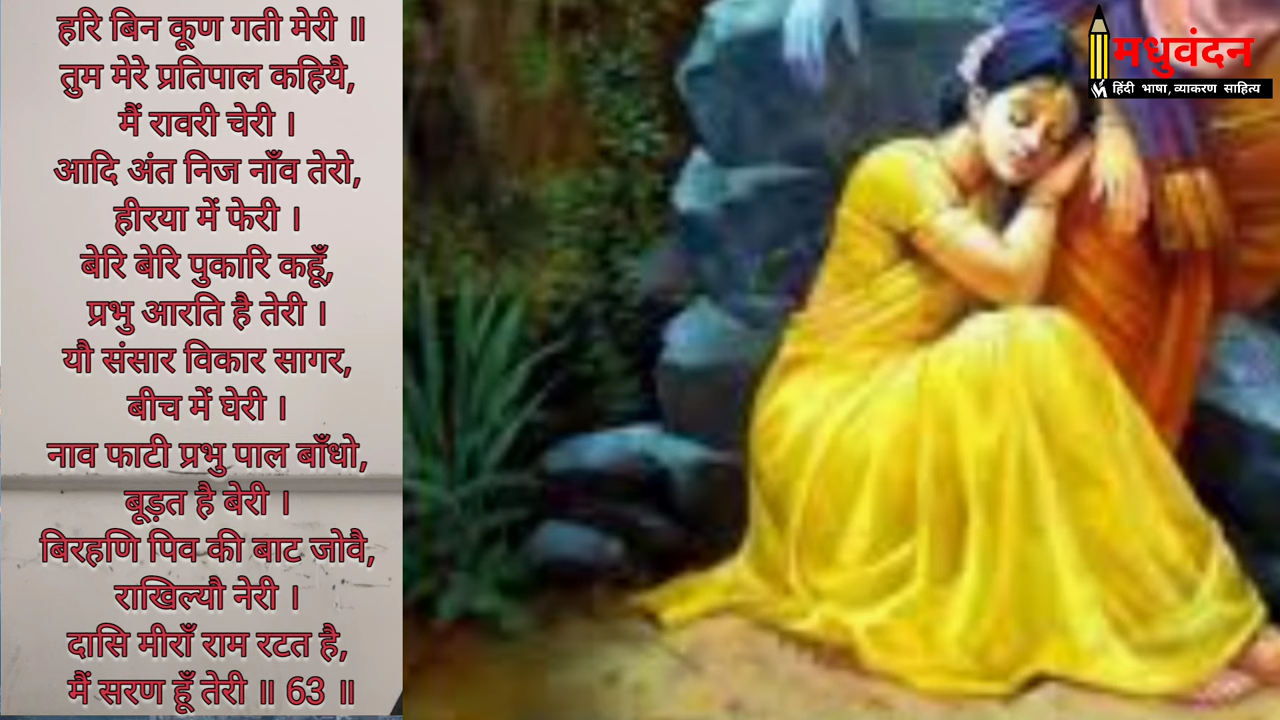 हरि बिन कूण गती मेरी ॥
तुम मेरे प्रतिपाल कहियै,
मैं रावरी चेरी ।
आदि अंत निज नाँव तेरो,
हीरया में फेरी ।
बेरि बेरि पुकारि कहूँ,
प्रभु आरति है तेरी ।
यौ संसार विकार सागर,
बीच में घेरी ।
नाव फाटी प्रभु पाल बाँधो,
बूड़त है बेरी ।
बिरहणि पिव की बाट जोवै,
राखिल्यौ नेरी ।
दासि मीराँ राम रटत है,
मैं सरण हूँ तेरी ॥ 63 ॥
मधुवंदन
हिंदी भाषा, व्याकरण साहित्य